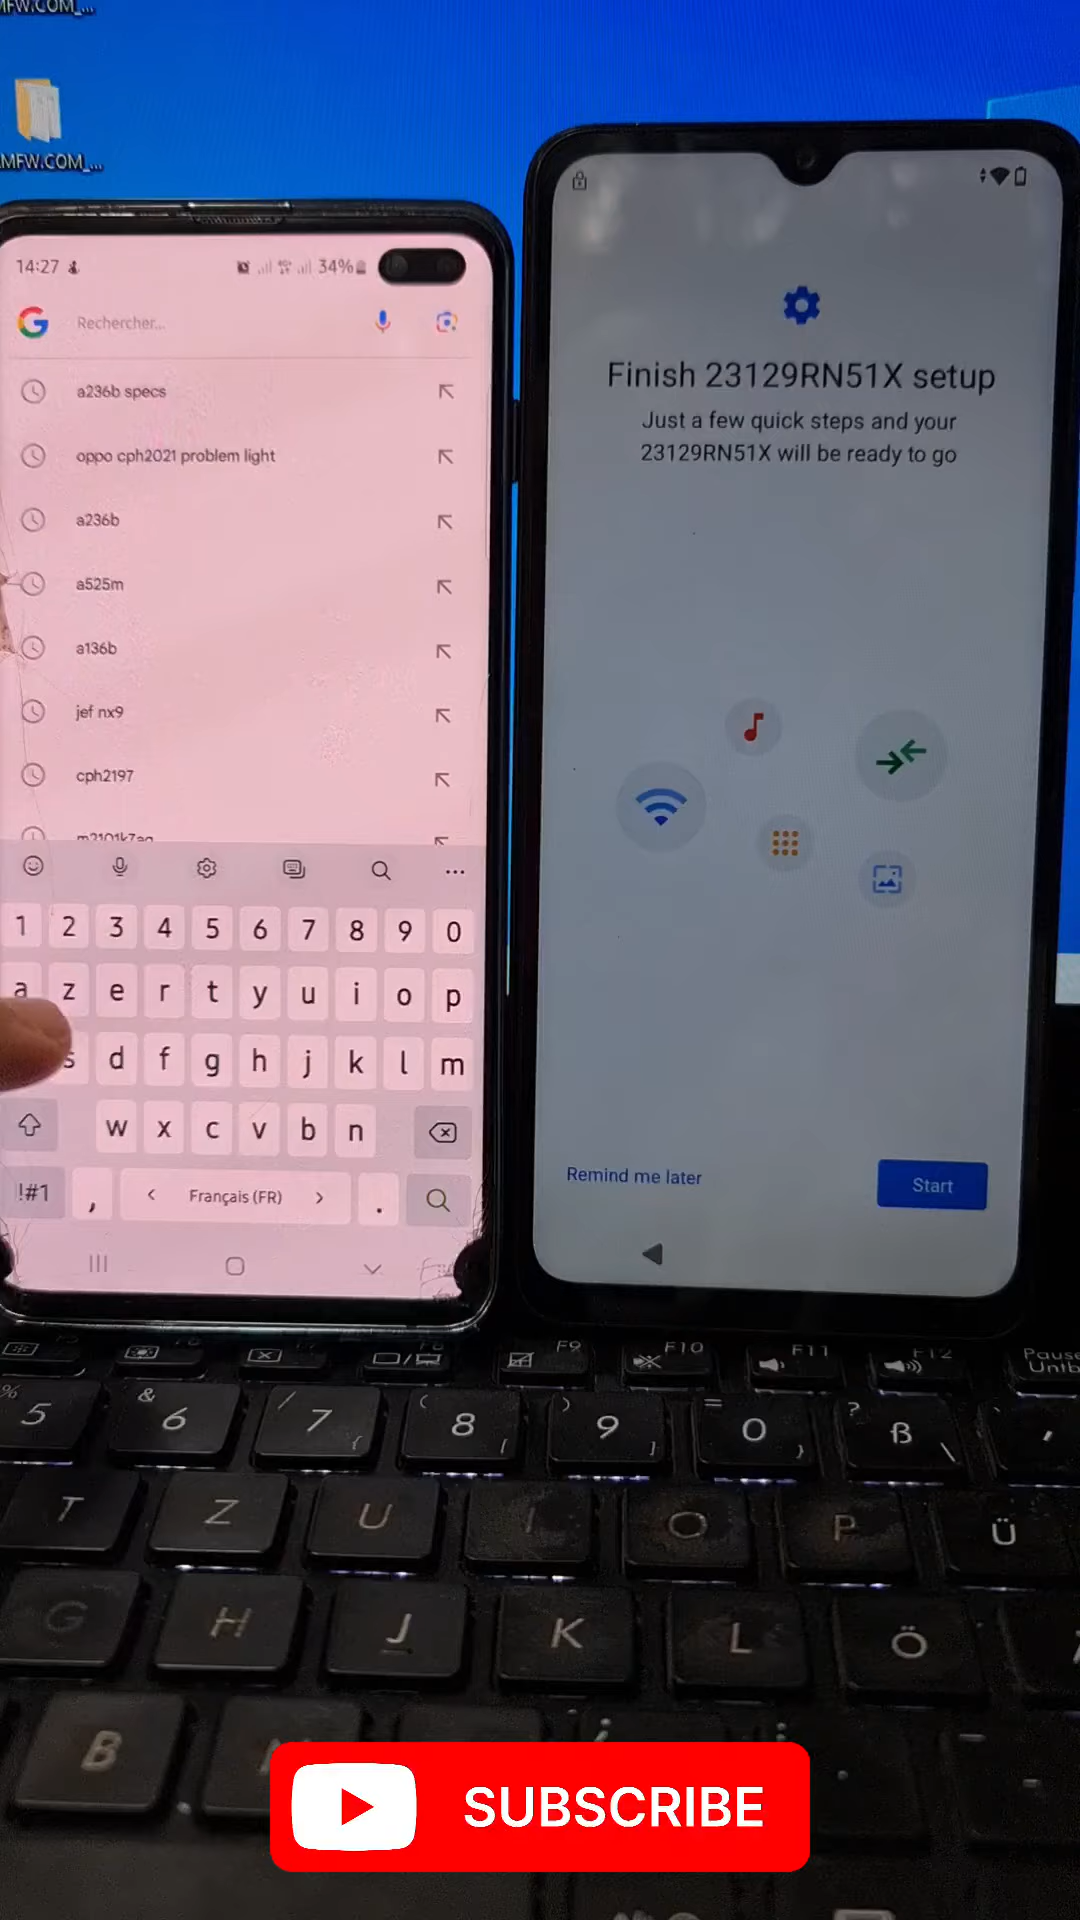 MFW.COM_...
MFW.COM_...
14:27
34%
Rechercher...
a236b specs
oppo cph2021 problem light
a236b
a525m
a136b
jef nx9
cph2197
m2101k7ag
1 2 3 4 5 6 7 8 9 0
a z e r t y u i o p
s d f g h j k l m
w x c v b n
!#1 , < Français (FR) > .
Finish 23129RN51X setup
Just a few quick steps and your
23129RN51X will be ready to go
Remind me later
Start
F9 F10 F11 F12 Pause
Untb
% 5 & 6 / 7 { ( 8 [ ) 9 ] = 0 } ? ß \
T Z U I O P Ü
G H J K L Ö
B
SUBSCRIBE